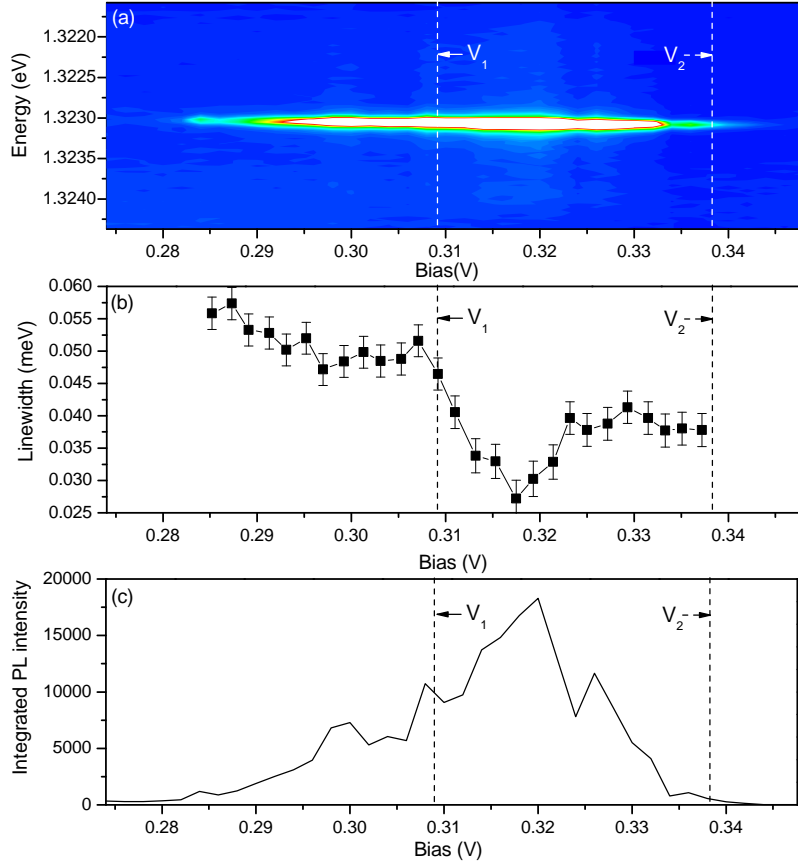 (a)
V1
V2
1.3220
1.3225
1.3230
1.3235
1.3240
Energy (eV)
0.28 0.29 0.30 0.31 0.32 0.33 0.34
Bias(V)
(b)
V1
V2
0.060
0.055
0.050
0.045
0.040
0.035
0.030
0.025
Linewidth (meV)
0.28 0.29 0.30 0.31 0.32 0.33 0.34
Bias (V)
(c)
V1
V2
20000
15000
10000
5000
0
Integrated PL intensity
0.28 0.29 0.30 0.31 0.32 0.33 0.34
Bias (V)